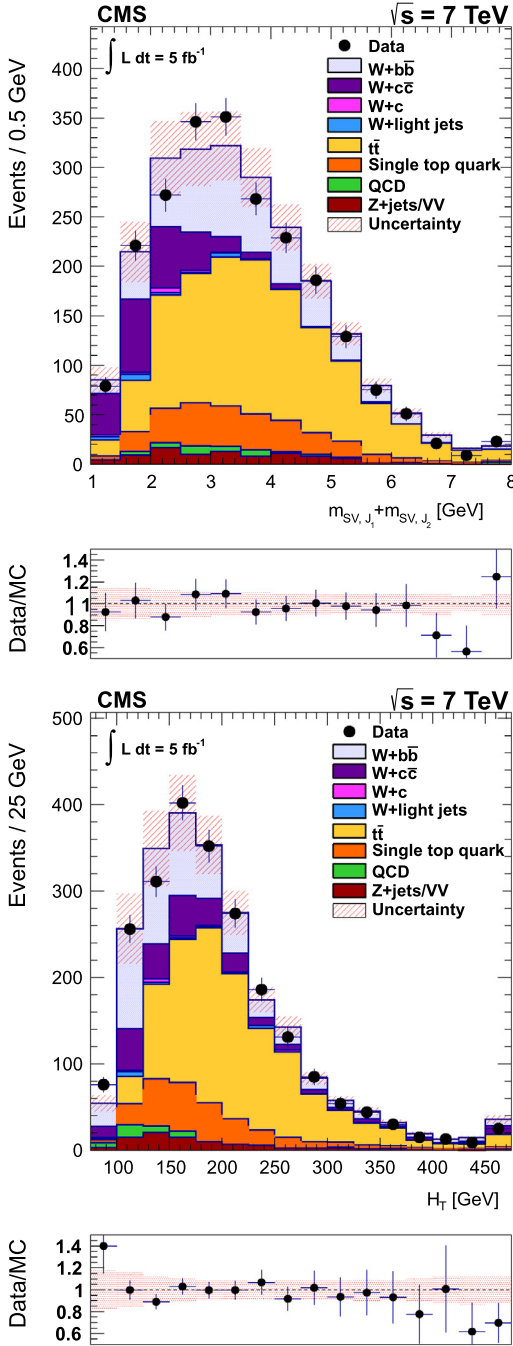 CMS √s = 7 TeV
∫ L dt = 5 fb⁻¹
Data
W+bb̄
W+cc̄
W+c
W+light jets
tt̄
Single top quark
QCD
Z+jets/VV
Uncertainty
Events / 0.5 GeV
400
350
300
250
200
150
100
50
0
1 2 3 4 5 6 7 8
m_SV, J₁+m_SV, J₂ [GeV]
Data/MC
1.4
1.2
1
0.8
0.6
CMS √s = 7 TeV
∫ L dt = 5 fb⁻¹
Data
W+bb̄
W+cc̄
W+c
W+light jets
tt̄
Single top quark
QCD
Z+jets/VV
Uncertainty
Events / 25 GeV
500
400
300
200
100
0
100 150 200 250 300 350 400 450
H_T [GeV]
Data/MC
1.4
1.2
1
0.8
0.6